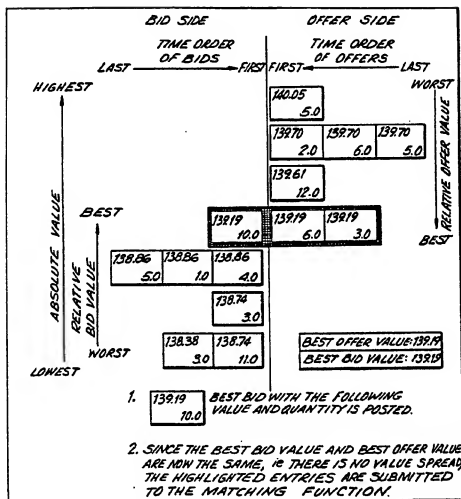 BID SIDE OFFER SIDE
TIME ORDER OF BIDS TIME ORDER OF OFFERS
LAST FIRST FIRST LAST
HIGHEST WORST
140.05 5.0
139.70 2.0 139.70 6.0 139.70 5.0
139.61 12.0
RELATIVE OFFER VALUE
BEST 139.19 10.0 139.19 6.0 139.19 3.0 BEST
138.86 5.0 138.86 1.0 138.86 4.0
138.74 3.0
138.38 3.0 138.74 11.0
ABSOLUTE VALUE
RELATIVE BID VALUE
WORST
LOWEST
BEST OFFER VALUE: 139.19
BEST BID VALUE: 139.19
1. 139.19 10.0 BEST BID WITH THE FOLLOWING
VALUE AND QUANTITY IS POSTED.
2. SINCE THE BEST BID VALUE AND BEST OFFER VALUE
ARE NOW THE SAME, ie THERE IS NO VALUE SPREAD,
THE HIGHLIGHTED ENTRIES ARE SUBMITTED
TO THE MATCHING FUNCTION.